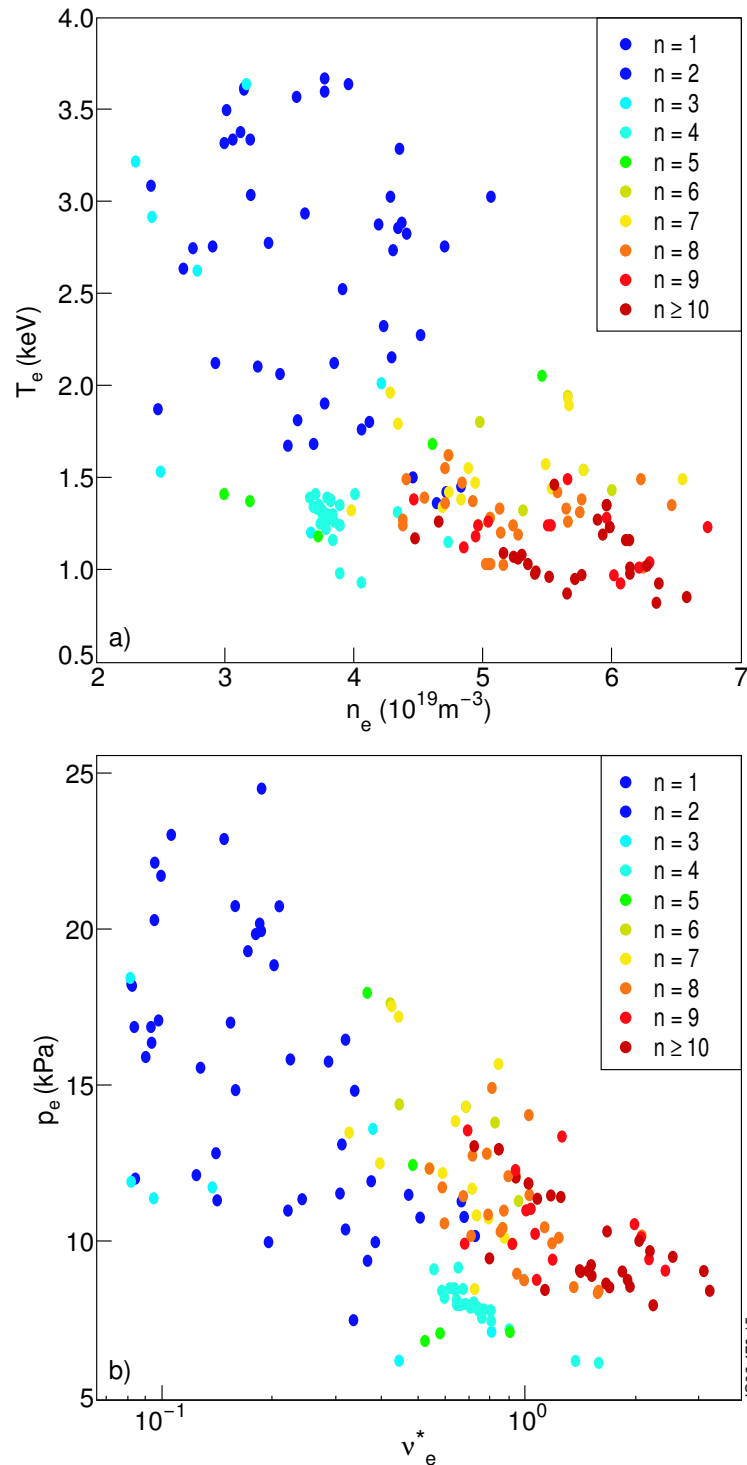 4.0
3.5
3.0
2.5
2.0
1.5
1.0
0.5
T_e (keV)
a)
2 3 4 5 6 7
n_e (10^19 m^−3)
n = 1
n = 2
n = 3
n = 4
n = 5
n = 6
n = 7
n = 8
n = 9
n ≥ 10
25
20
15
10
5
p_e (kPa)
b)
10^−1 10^0
ν*_e
n = 1
n = 2
n = 3
n = 4
n = 5
n = 6
n = 7
n = 8
n = 9
n ≥ 10